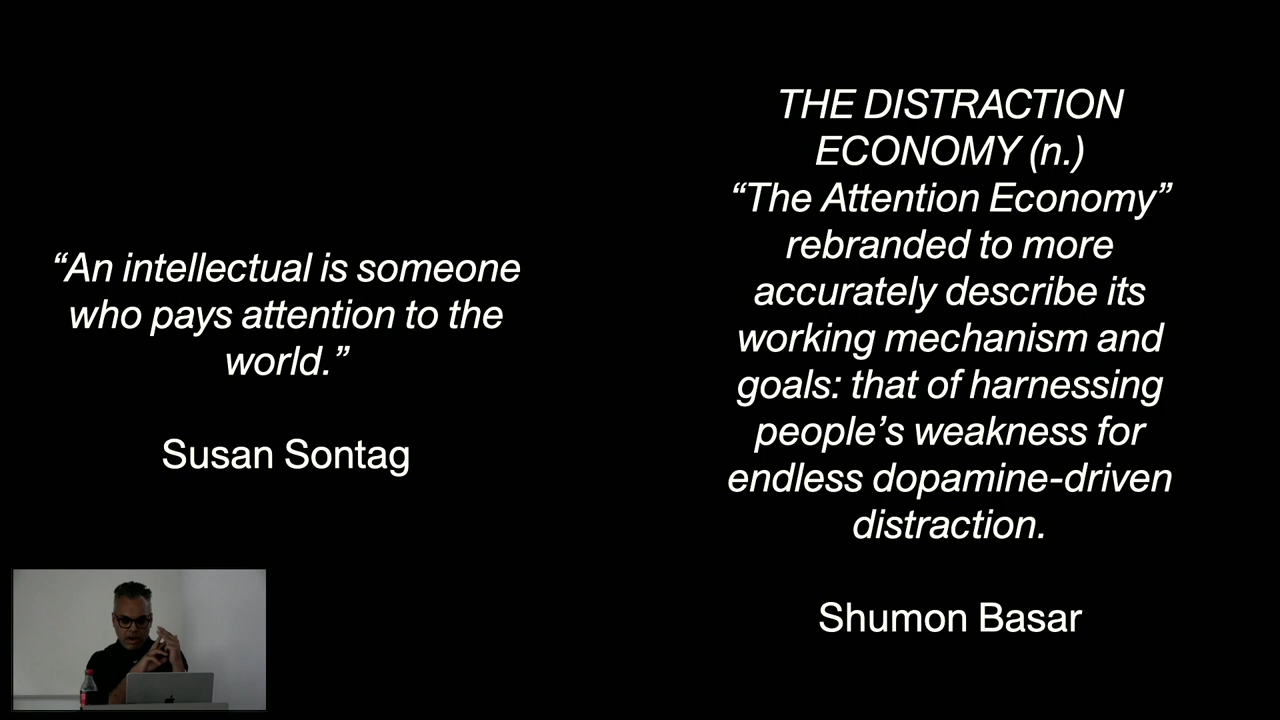 “An intellectual is someone
who pays attention to the
world.”
Susan Sontag
THE DISTRACTION
ECONOMY (n.)
“The Attention Economy”
rebranded to more
accurately describe its
working mechanism and
goals: that of harnessing
people’s weakness for
endless dopamine-driven
distraction.
Shumon Basar